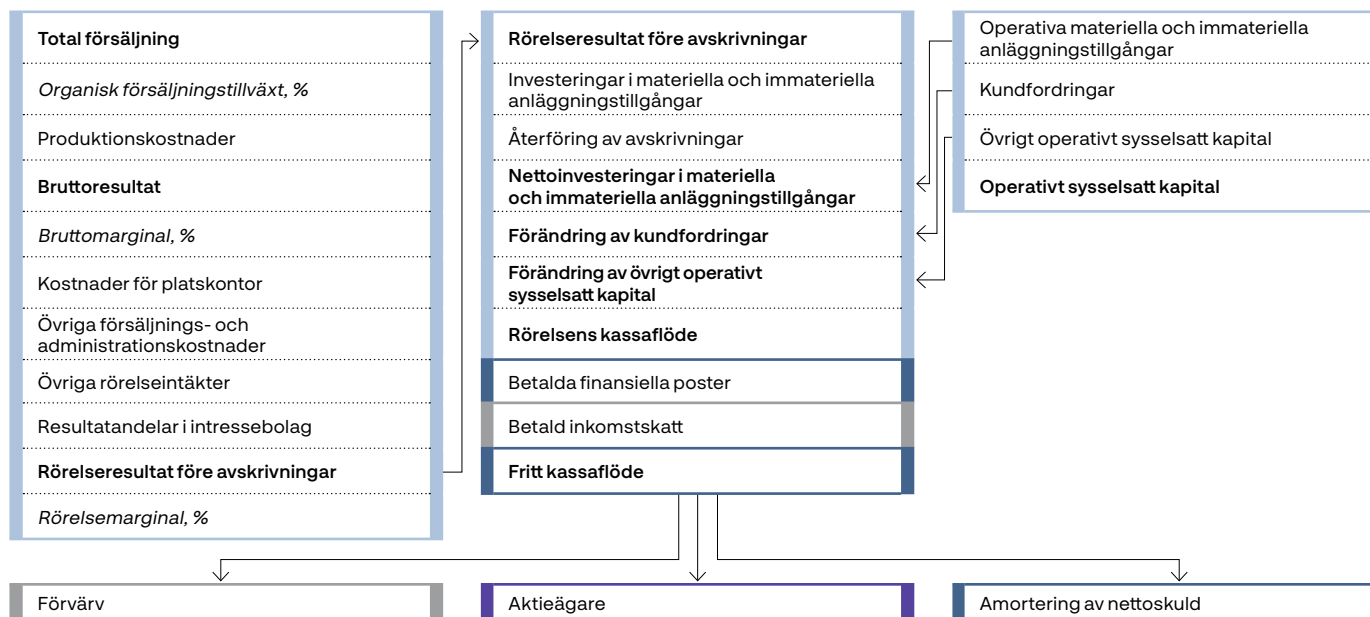 Total försäljning
Organisk försäljningstillväxt, %
Produktionskostnader
Bruttoresultat
Bruttomarginal, %
Kostnader för platskontor
Övriga försäljnings- och
administrationskostnader
Övriga rörelseintäkter
Resultatandelar i intressebolag
Rörelseresultat före avskrivningar
Rörelsemarginal, %
Rörelseresultat före avskrivningar
Investeringar i materiella och immateriella
anläggningstillgångar
Återföring av avskrivningar
Nettoinvesteringar i materiella
och immateriella anläggningstillgångar
Förändring av kundfordringar
Förändring av övrigt operativt
sysselsatt kapital
Rörelsens kassaflöde
Betalda finansiella poster
Betald inkomstskatt
Fritt kassaflöde
Operativa materiella och immateriella
anläggningstillgångar
Kundfordringar
Övrigt operativt sysselsatt kapital
Operativt sysselsatt kapital
Förvärv
Aktieägare
Amortering av nettoskuld